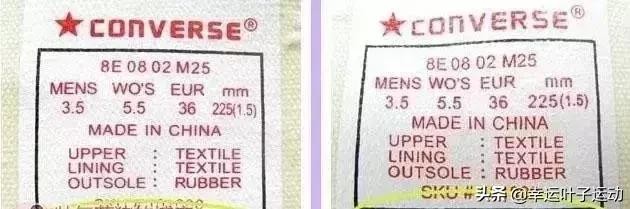 ★CONVERSE®
8E 08 02 M25
MENS WO'S EUR mm
3.5 5.5 36 225(1.5)
MADE IN CHINA
UPPER : TEXTILE
LINING : TEXTILE
OUTSOLE : RUBBER
★CONVERSE®
8E 08 02 M25
MENS WO'S EUR mm
3.5 5.5 36 225(1.5)
MADE IN CHINA
UPPER : TEXTILE
LINING : TEXTILE
OUTSOLE : RUBBER
SKU #
头条 @幸运叶子运动